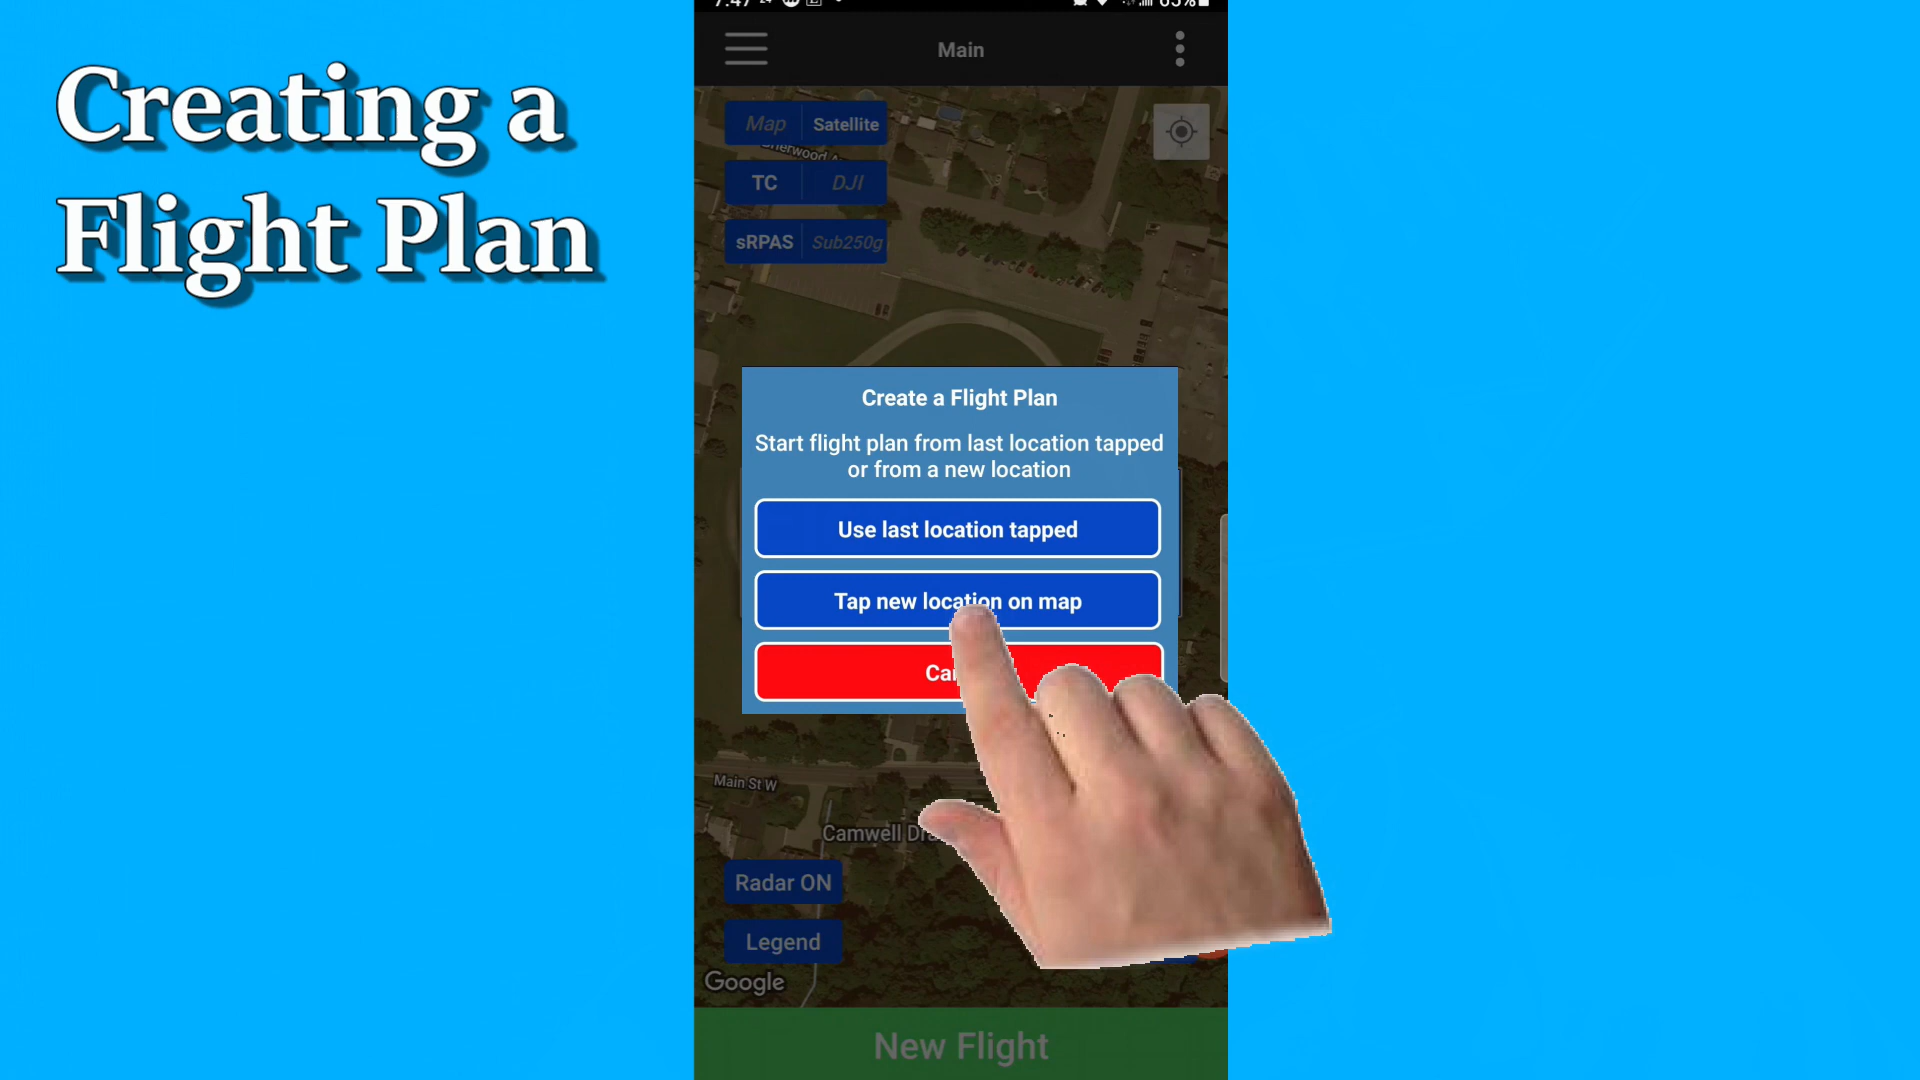 Creating a
Flight Plan
Main
Map Satellite
TC DJI
sRPAS Sub250g
Create a Flight Plan
Start flight plan from last location tapped
or from a new location
Use last location tapped
Tap new location on map
Main St W
Camwell
Radar ON
Legend
Google
New Flight